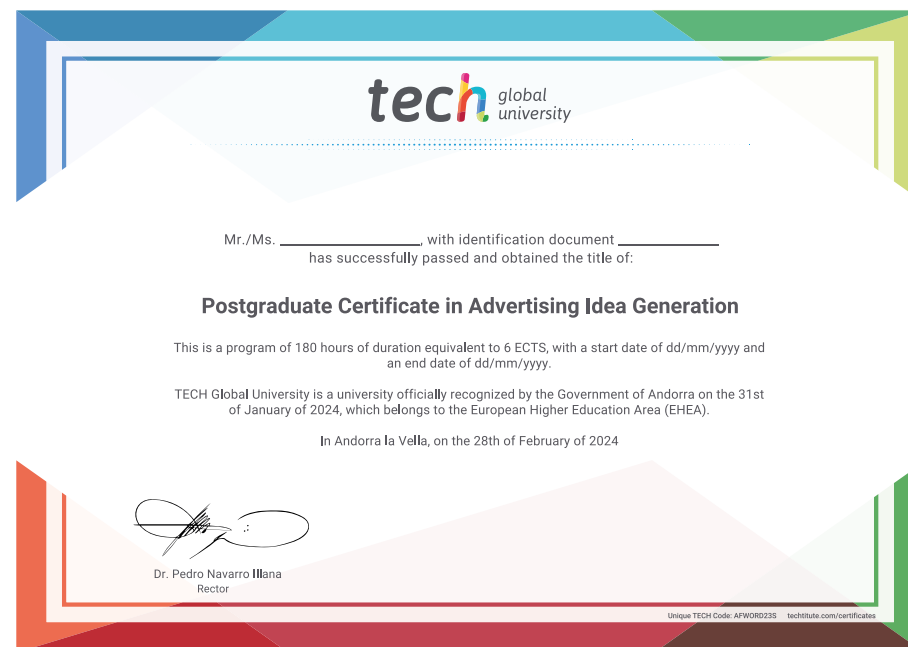 tech global university
Mr./Ms. ____________________, with identification document ______________
has successfully passed and obtained the title of:
Postgraduate Certificate in Advertising Idea Generation
This is a program of 180 hours of duration equivalent to 6 ECTS, with a start date of dd/mm/yyyy and
an end date of dd/mm/yyyy.
TECH Global University is a university officially recognized by the Government of Andorra on the 31st
of January of 2024, which belongs to the European Higher Education Area (EHEA).
In Andorra la Vella, on the 28th of February of 2024
Dr. Pedro Navarro Illana
Rector
Unique TECH Code: AFWORD23S techtitute.com/certificates